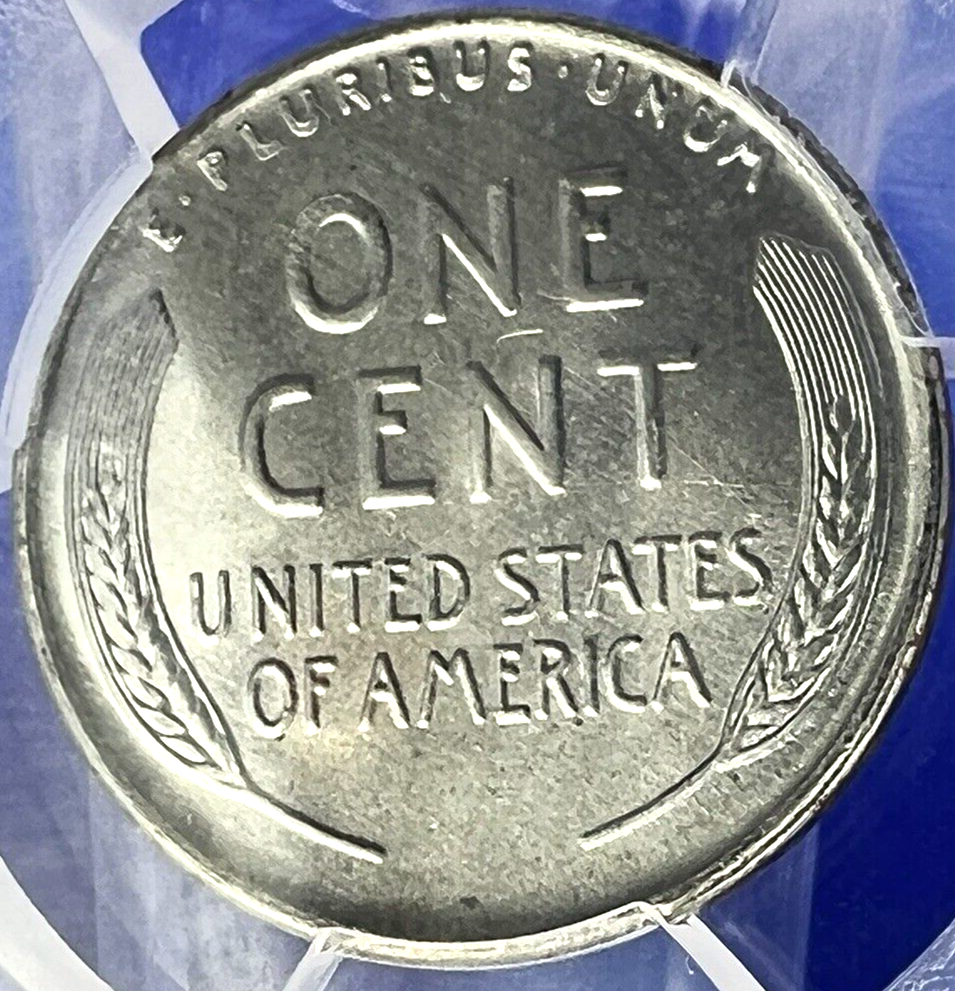 E·PLURIBUS·UNUM
ONE
CENT
UNITED STATES
OF AMERICA